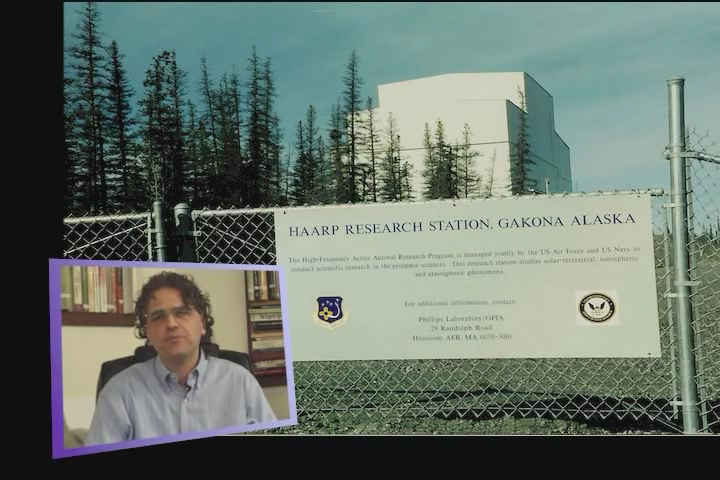 HAARP RESEARCH STATION, GAKONA ALASKA
The High-Frequency Active Auroral Research Program is managed jointly by the US Air Force and US Navy to
conduct scientific research in the geospace sciences. This research station studies solar-terrestrial, ionospheric
and atmospheric phenomena.
For additional information, contact:
Phillips Laboratory/GPIA
29 Randolph Road
Hanscom AFB, MA